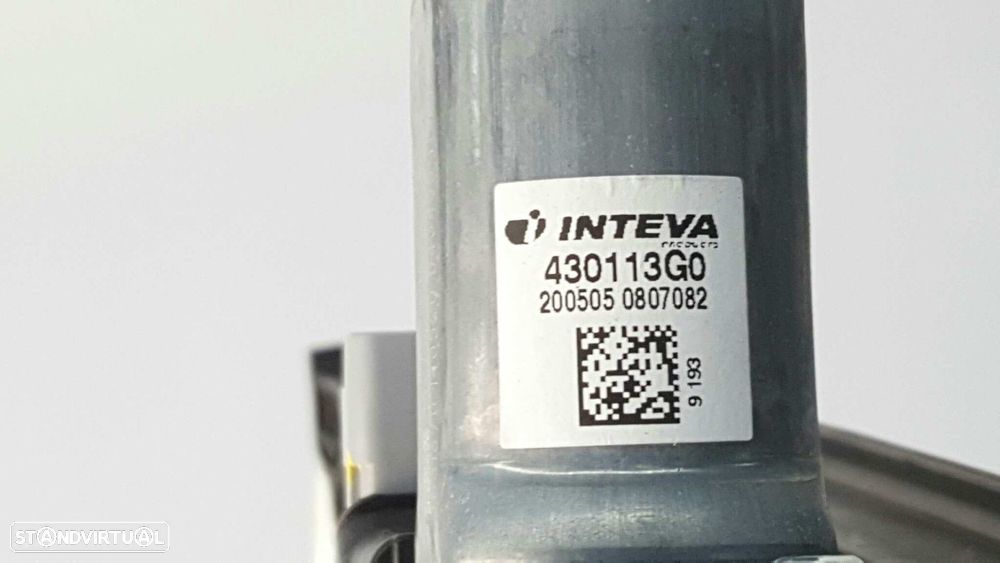 INTEVA
PRODUCTS
430113G0
200505 0807082
9 193
STANDVIRTUAL